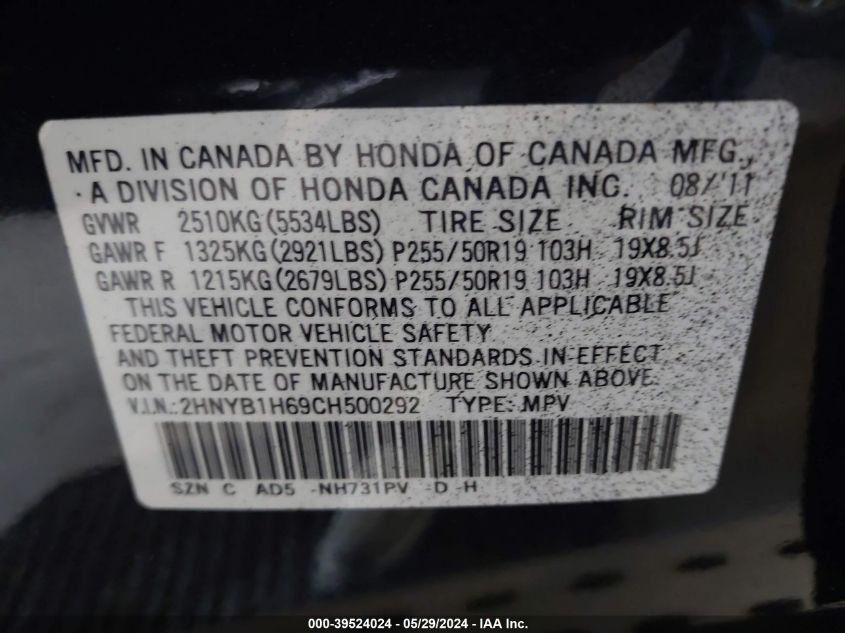 MFD. IN CANADA BY HONDA OF CANADA MFG.,
A DIVISION OF HONDA CANADA INC. 08/'11
GVWR 2510KG(5534LBS) TIRE SIZE RIM SIZE
GAWR F 1325KG(2921LBS) P255/50R19 103H 19X8.5J
GAWR R 1215KG(2679LBS) P255/50R19 103H 19X8.5J
THIS VEHICLE CONFORMS TO ALL APPLICABLE
FEDERAL MOTOR VEHICLE SAFETY
AND THEFT PREVENTION STANDARDS IN EFFECT
ON THE DATE OF MANUFACTURE SHOWN ABOVE.
V.I.N.:2HNYB1H69CH500292 TYPE: MPV
SZN C AD5 -NH731PV -D -H
000-39524024 - 05/29/2024 - IAA Inc.